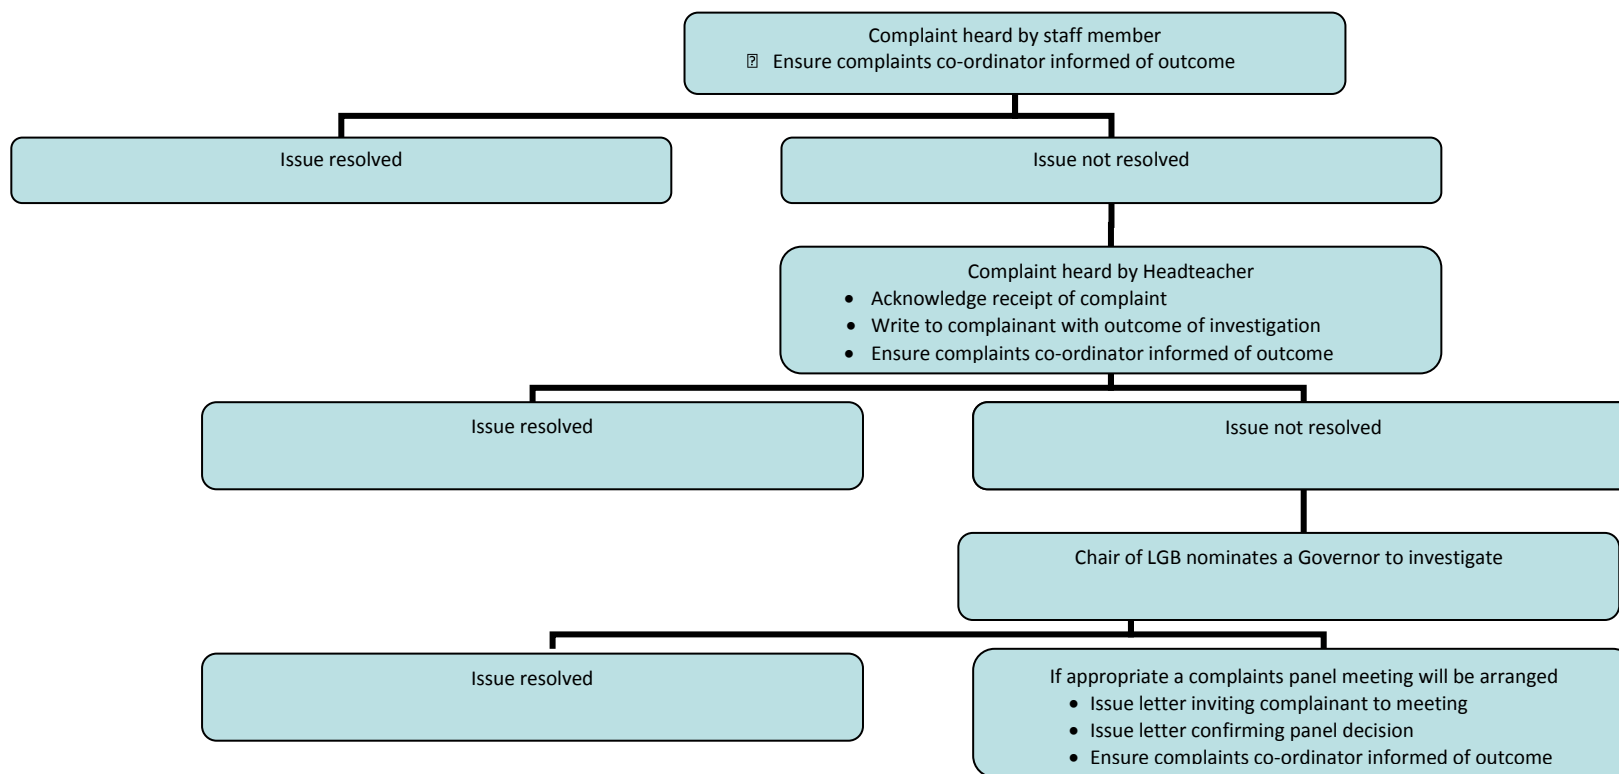 Complaint heard by staff member
Ensure complaints co-ordinator informed of outcome
Issue resolved
Issue not resolved
Complaint heard by Headteacher
• Acknowledge receipt of complaint
• Write to complainant with outcome of investigation
• Ensure complaints co-ordinator informed of outcome
Issue resolved
Issue not resolved
Chair of LGB nominates a Governor to investigate
Issue resolved
If appropriate a complaints panel meeting will be arranged
• Issue letter inviting complainant to meeting
• Issue letter confirming panel decision
• Ensure complaints co-ordinator informed of outcome